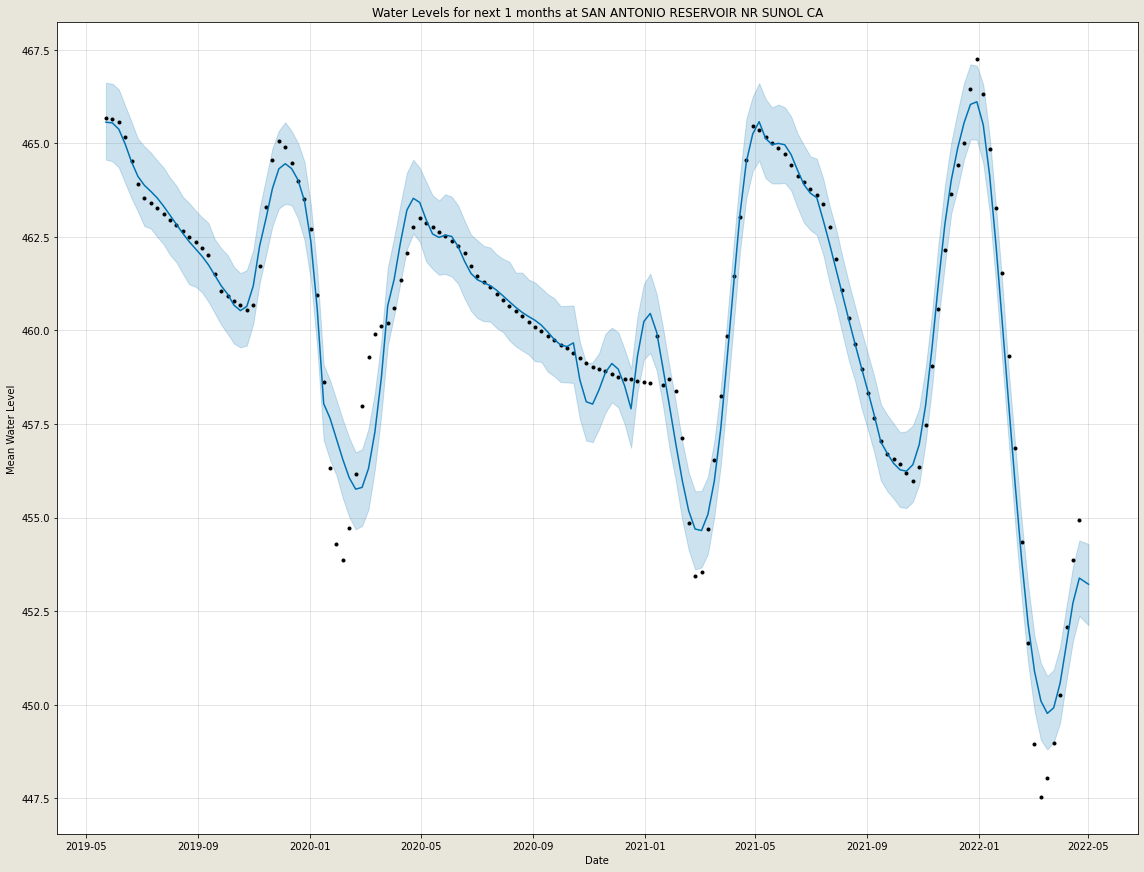 Water Levels for next 1 months at SAN ANTONIO RESERVOIR NR SUNOL CA
467.5
465.0
462.5
460.0
457.5
455.0
452.5
450.0
447.5
Mean Water Level
2019-05 2019-09 2020-01 2020-05 2020-09 2021-01 2021-05 2021-09 2022-01 2022-05
Date